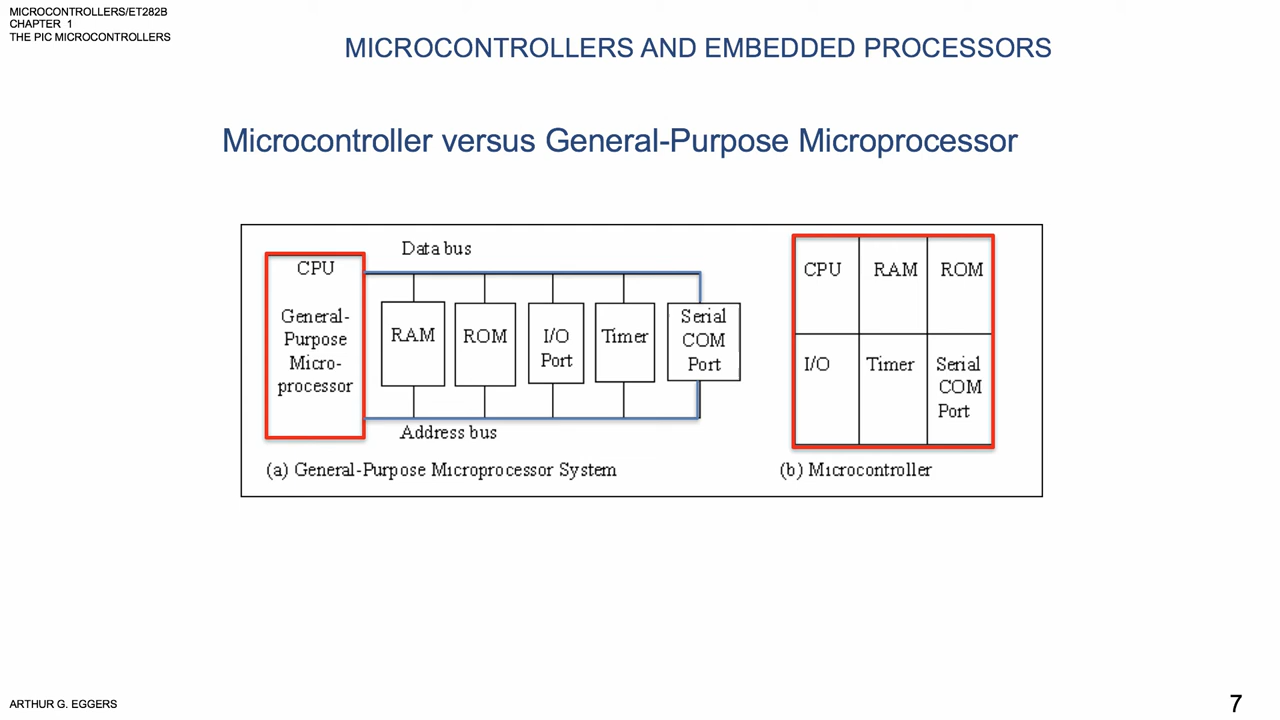 MICROCONTROLLERS/ET282B
CHAPTER 1
THE PIC MICROCONTROLLERS
MICROCONTROLLERS AND EMBEDDED PROCESSORS
Microcontroller versus General-Purpose Microprocessor
Data bus
CPU
General-
Purpose
Micro-
processor
RAM
ROM
I/O
Port
Timer
Serial
COM
Port
Address bus
(a) General-Purpose Microprocessor System
CPU
RAM
ROM
I/O
Timer
Serial
COM
Port
(b) Microcontroller
ARTHUR G. EGGERS
7